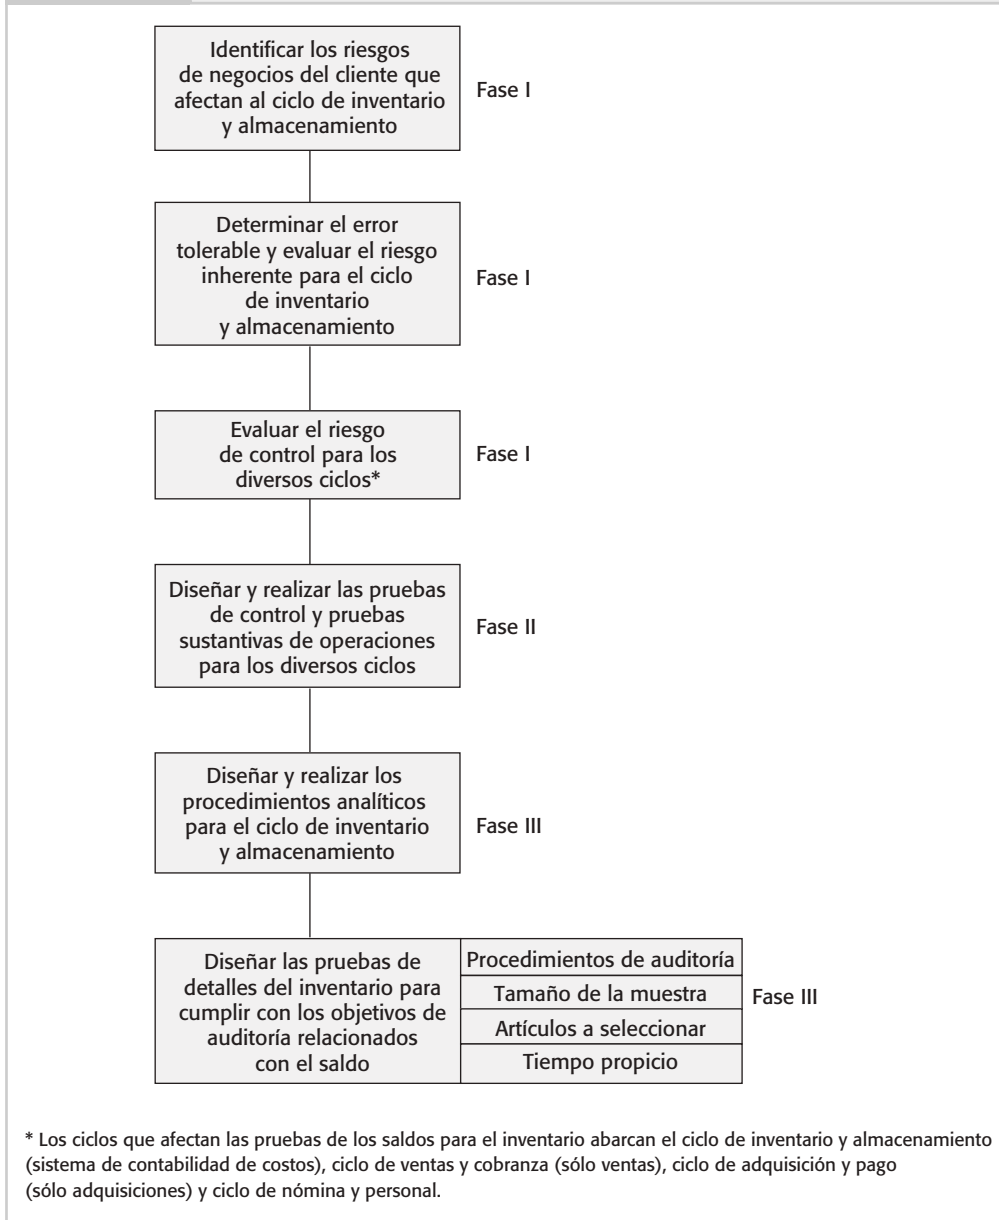 Identificar los riesgos
de negocios del cliente que
afectan al ciclo de inventario
y almacenamiento
Fase I
Determinar el error
tolerable y evaluar el riesgo
inherente para el ciclo
de inventario
y almacenamiento
Fase I
Evaluar el riesgo
de control para los
diversos ciclos*
Fase I
Diseñar y realizar las pruebas
de control y pruebas
sustantivas de operaciones
para los diversos ciclos
Fase II
Diseñar y realizar los
procedimientos analíticos
para el ciclo de inventario
y almacenamiento
Fase III
Diseñar las pruebas de
detalles del inventario para
cumplir con los objetivos de
auditoría relacionados
con el saldo
Procedimientos de auditoría
Tamaño de la muestra
Artículos a seleccionar
Tiempo propicio
Fase III
* Los ciclos que afectan las pruebas de los saldos para el inventario abarcan el ciclo de inventario y almacenamiento
(sistema de contabilidad de costos), ciclo de ventas y cobranza (sólo ventas), ciclo de adquisición y pago
(sólo adquisiciones) y ciclo de nómina y personal.